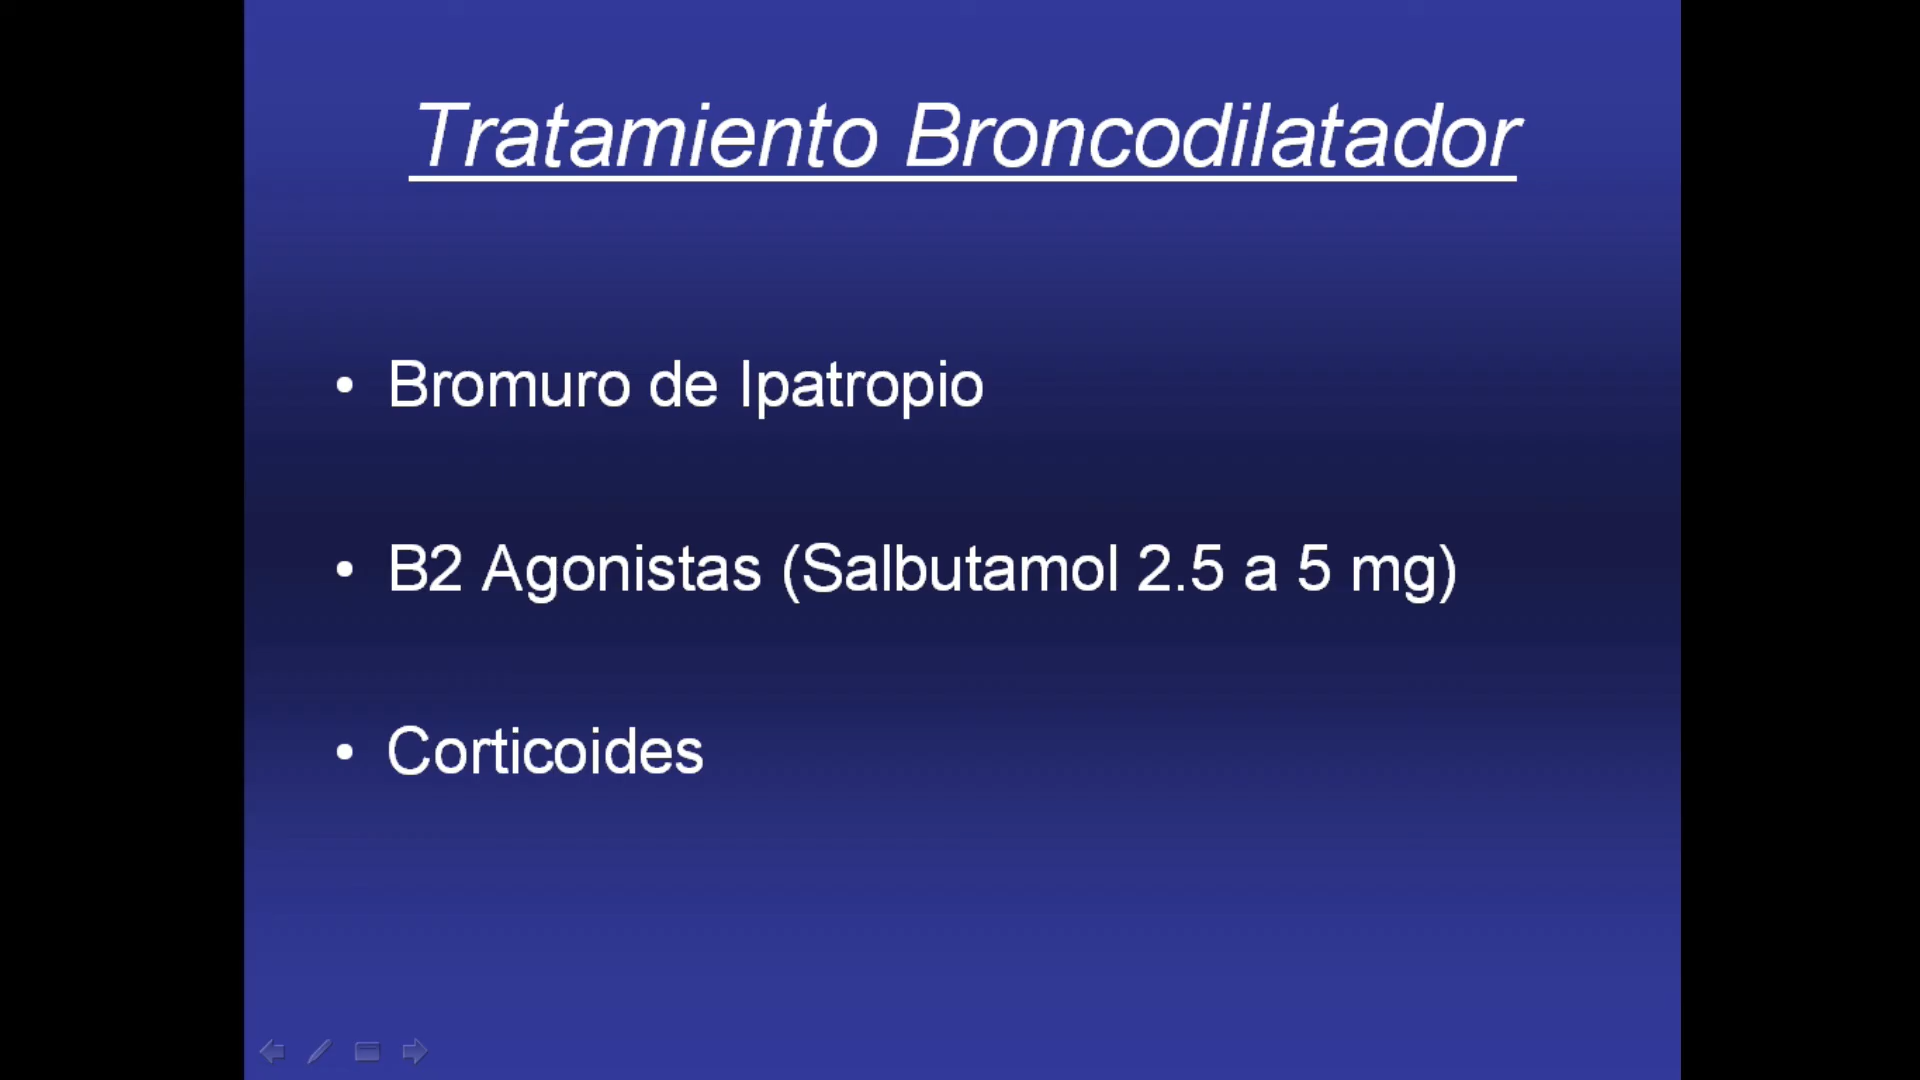 Tratamiento Broncodilatador
• Bromuro de Ipatropio
• B2 Agonistas (Salbutamol 2.5 a 5 mg)
• Corticoides